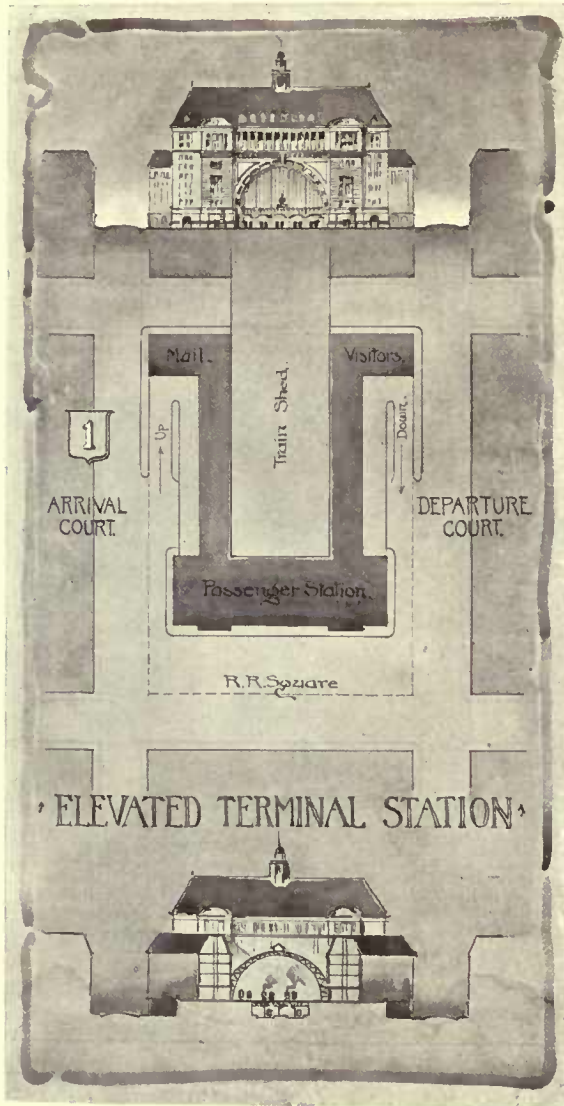 Mail.
Visitors.
Train Shed.
Up
Down
1
ARRIVAL
COURT.
DEPARTURE
COURT.
Passenger Station.
R.R. Square
ELEVATED TERMINAL STATION